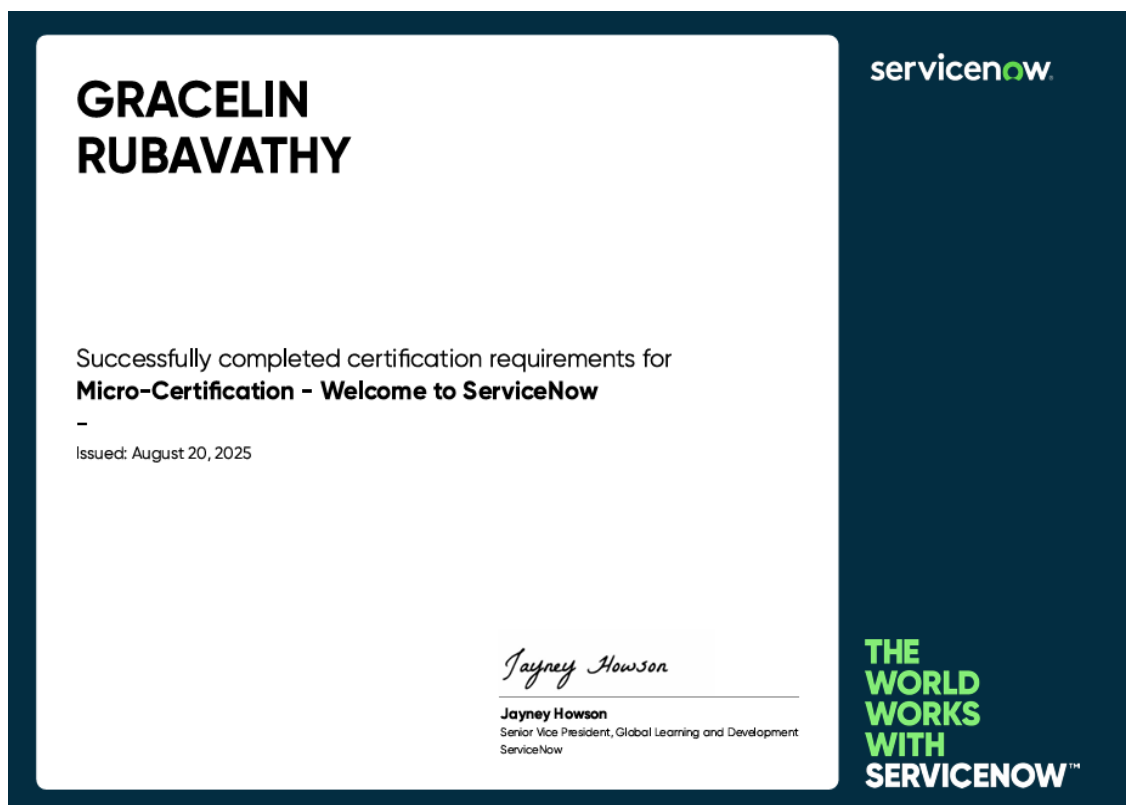 GRACELIN
RUBAVATHY
servicenow.
Successfully completed certification requirements for
Micro-Certification - Welcome to ServiceNow
-
Issued: August 20, 2025
Jayney Howson
Jayney Howson
Senior Vice President, Global Learning and Development
ServiceNow
THE
WORLD
WORKS
WITH
SERVICENOW™